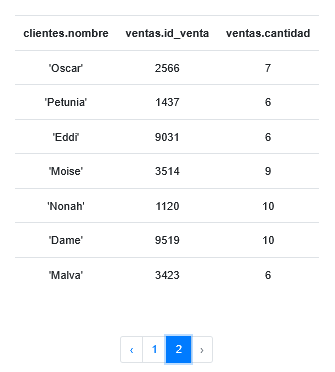 clientes.nombre ventas.id_venta ventas.cantidad
'Oscar' 2566 7
'Petunia' 1437 6
'Eddi' 9031 6
'Moise' 3514 9
'Nonah' 1120 10
'Dame' 9519 10
'Malva' 3423 6
‹ 1 2 ›